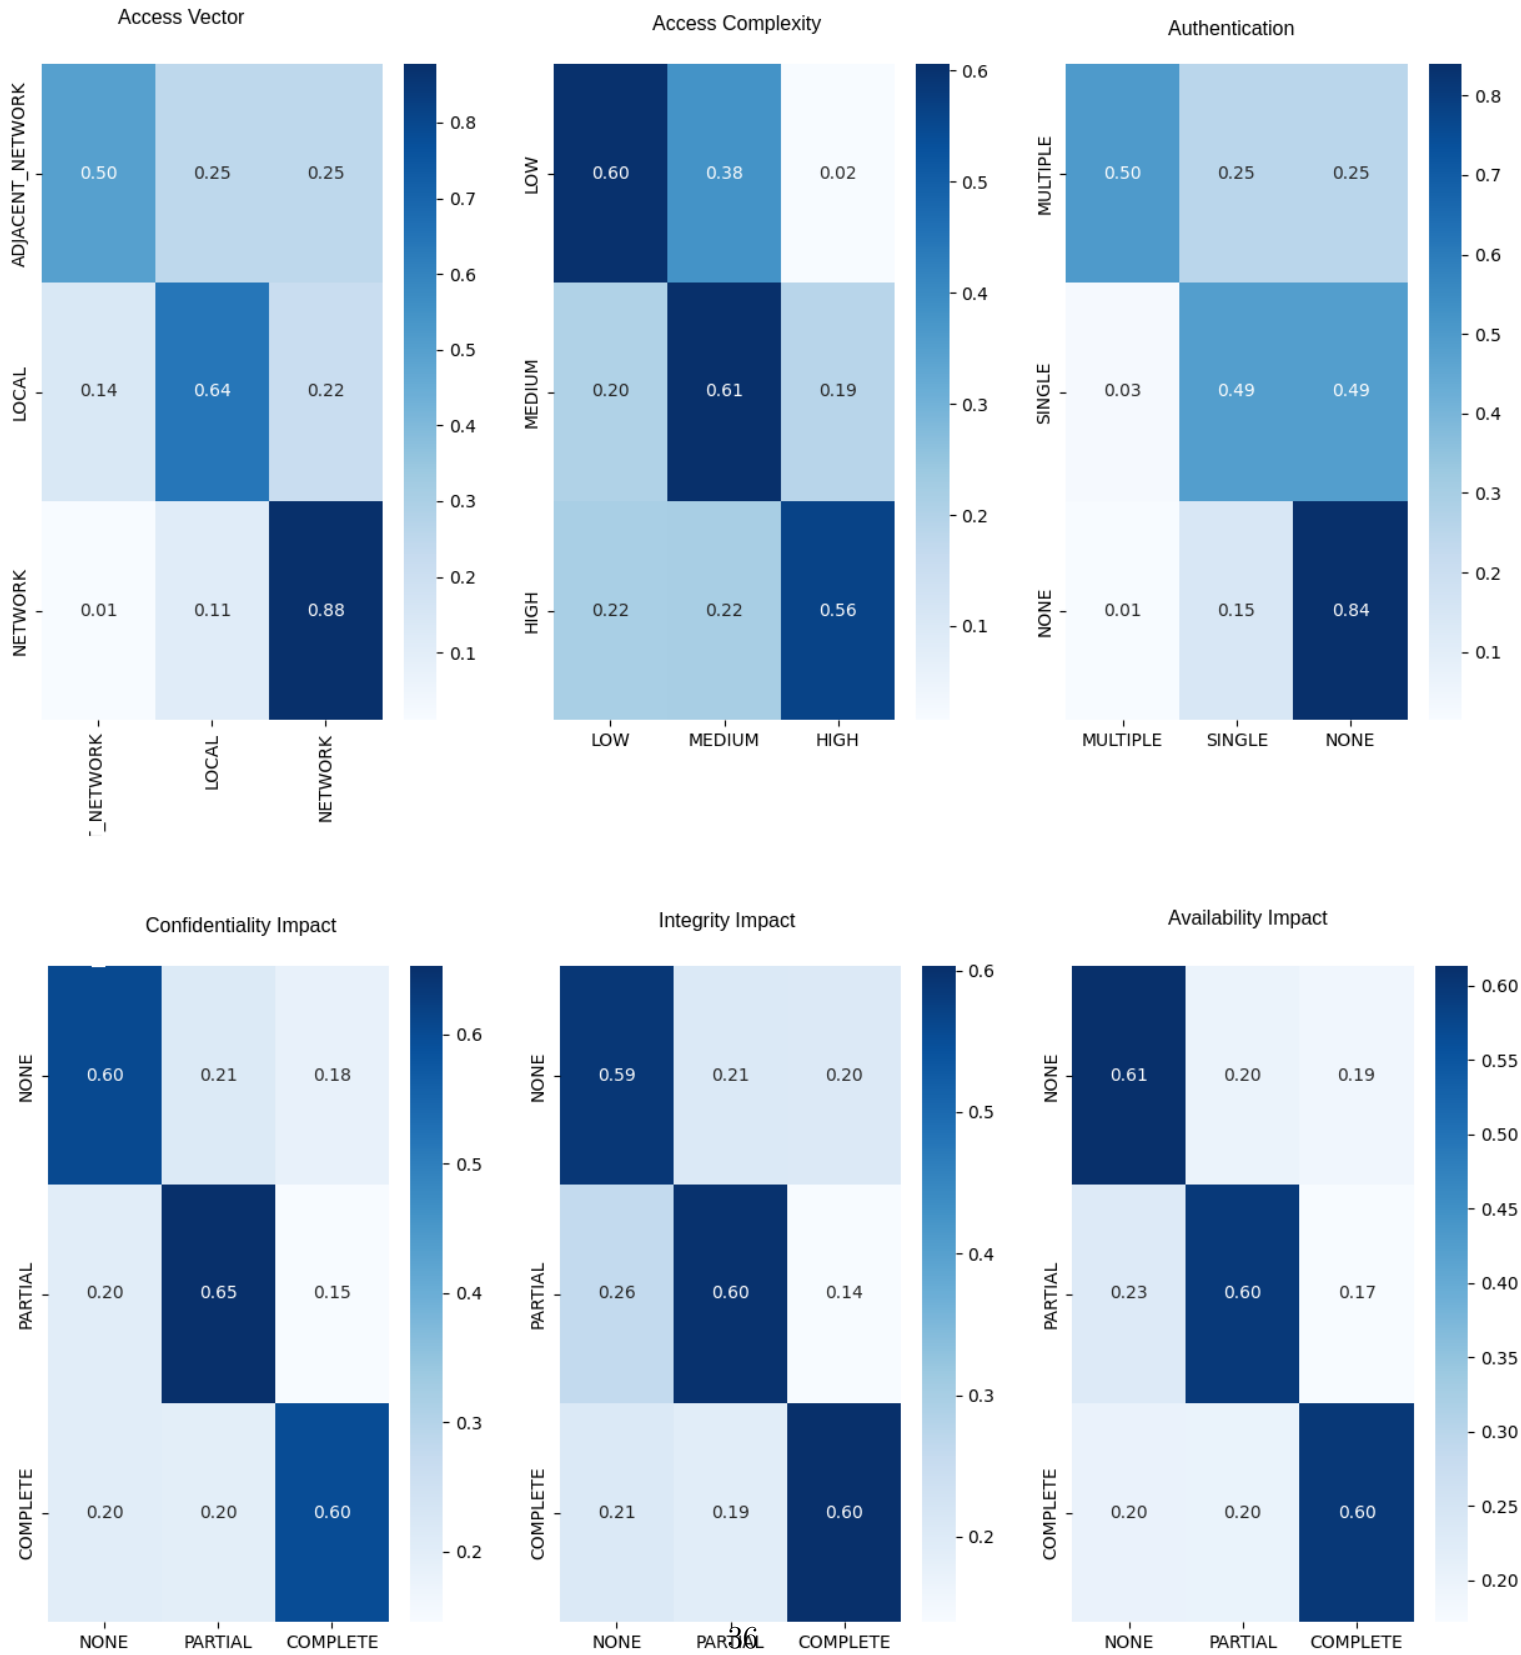 Access Vector
Access Complexity
Authentication
ADJACENT_NETWORK
LOCAL
NETWORK
0.50 0.25 0.25
0.14 0.64 0.22
0.01 0.11 0.88
T_NETWORK
LOCAL
NETWORK
0.8
0.7
0.6
0.5
0.4
0.3
0.2
0.1
LOW
MEDIUM
HIGH
0.60 0.38 0.02
0.20 0.61 0.19
0.22 0.22 0.56
LOW MEDIUM HIGH
0.6
0.5
0.4
0.3
0.2
0.1
MULTIPLE
SINGLE
NONE
0.50 0.25 0.25
0.03 0.49 0.49
0.01 0.15 0.84
MULTIPLE SINGLE NONE
0.8
0.7
0.6
0.5
0.4
0.3
0.2
0.1
Confidentiality Impact
Integrity Impact
Availability Impact
NONE
PARTIAL
COMPLETE
0.60 0.21 0.18
0.20 0.65 0.15
0.20 0.20 0.60
NONE PARTIAL COMPLETE
0.6
0.5
0.4
0.3
0.2
NONE
PARTIAL
COMPLETE
0.59 0.21 0.20
0.26 0.60 0.14
0.21 0.19 0.60
NONE PARTIAL COMPLETE
0.6
0.5
0.4
0.3
0.2
NONE
PARTIAL
COMPLETE
0.61 0.20 0.19
0.23 0.60 0.17
0.20 0.20 0.60
NONE PARTIAL COMPLETE
0.60
0.55
0.50
0.45
0.40
0.35
0.30
0.25
0.20
36